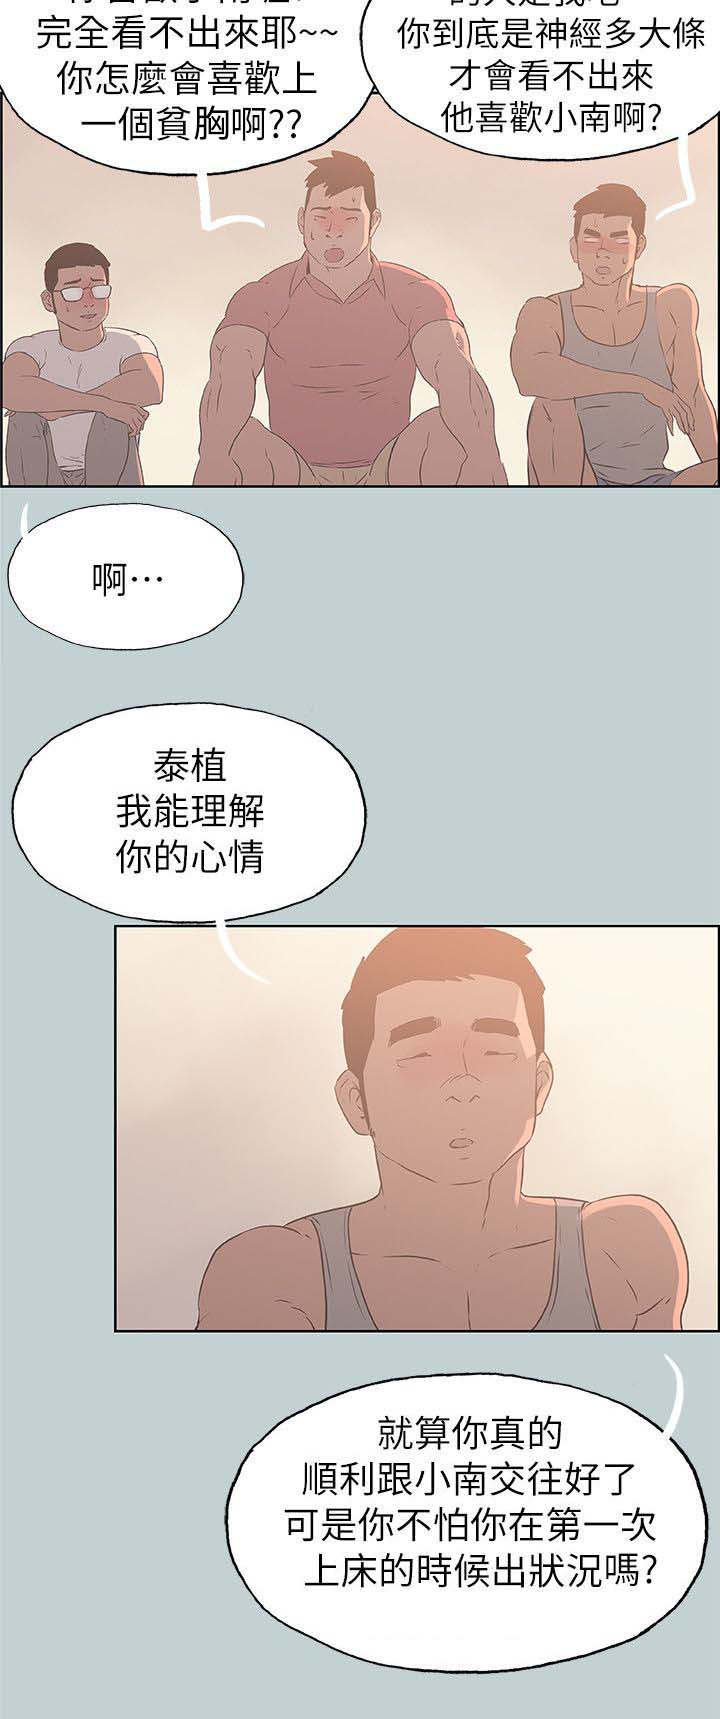 完全看不出來耶~~
你怎麼會喜歡上
一個貧胸啊??
你到底是神經多大條
才會看不出來
他喜歡小南啊?
啊…
泰植
我能理解
你的心情
就算你真的
順利跟小南交往好了
可是你不怕你在第一次
上床的時候出狀況嗎?